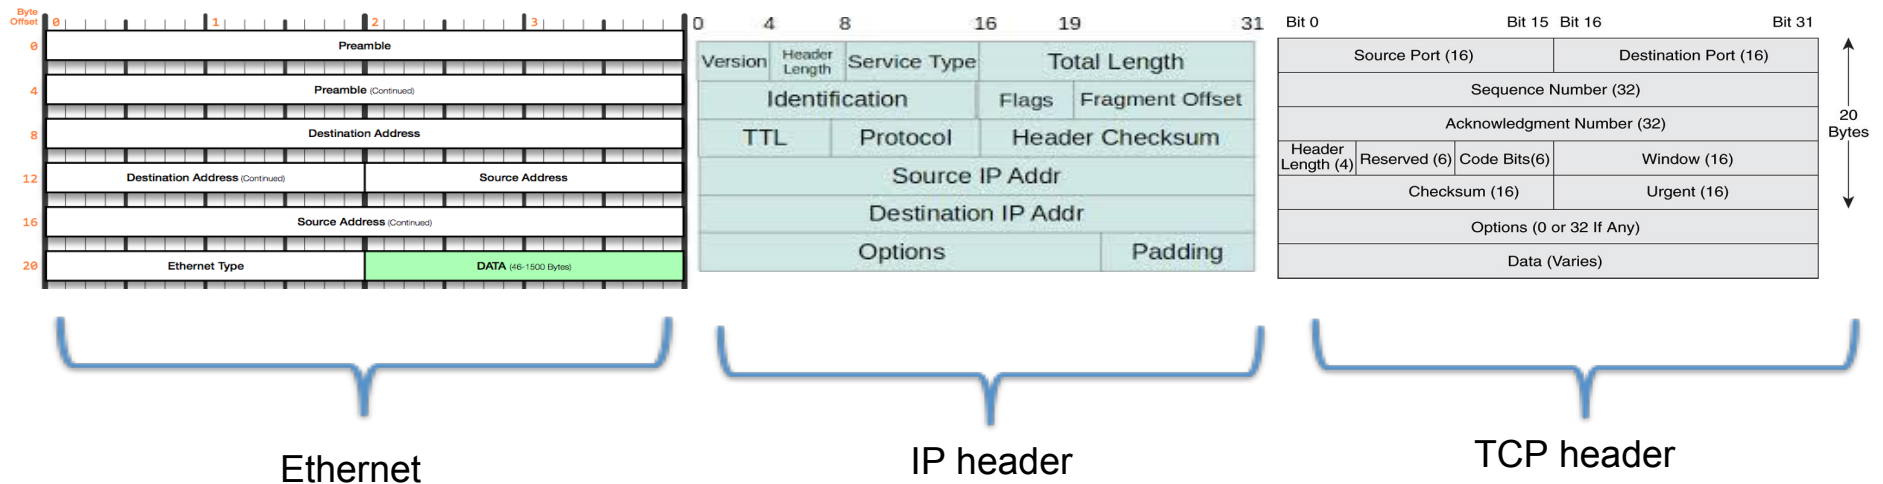 Byte
Offset
0 1 2 3
0 Preamble
4 Preamble (Continued)
8 Destination Address
12 Destination Address (Continued) Source Address
16 Source Address (Continued)
20 Ethernet Type DATA (46-1500 Bytes)
Ethernet
0 4 8 16 19 31
Version Header Length Service Type Total Length
Identification Flags Fragment Offset
TTL Protocol Header Checksum
Source IP Addr
Destination IP Addr
Options Padding
IP header
Bit 0 Bit 15 Bit 16 Bit 31
Source Port (16) Destination Port (16)
Sequence Number (32)
Acknowledgment Number (32)
Header Length (4) Reserved (6) Code Bits(6) Window (16)
Checksum (16) Urgent (16)
Options (0 or 32 If Any)
Data (Varies)
20
Bytes
TCP header